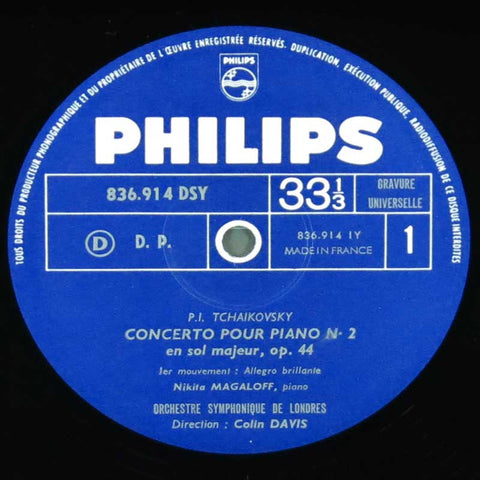 TOUS DROITS DU PRODUCTEUR PHONOGRAPHIQUE ET DU PROPRIÉTAIRE DE L'ŒUVRE ENREGISTRÉE RÉSERVÉS. DUPLICATION, EXÉCUTION PUBLIQUE, RADIODIFFUSION DE CE DISQUE INTERDITES
PHILIPS
PHILIPS
836.914 DSY
33 1/3
GRAVURE
UNIVERSELLE
D D. P.
836.914 1Y
MADE IN FRANCE
1
P.I. TCHAIKOVSKY
CONCERTO POUR PIANO N· 2
en sol majeur, op. 44
1er mouvement : Allegro brillante
Nikita MAGALOFF, piano
ORCHESTRE SYMPHONIQUE DE LONDRES
Direction : Colin DAVIS